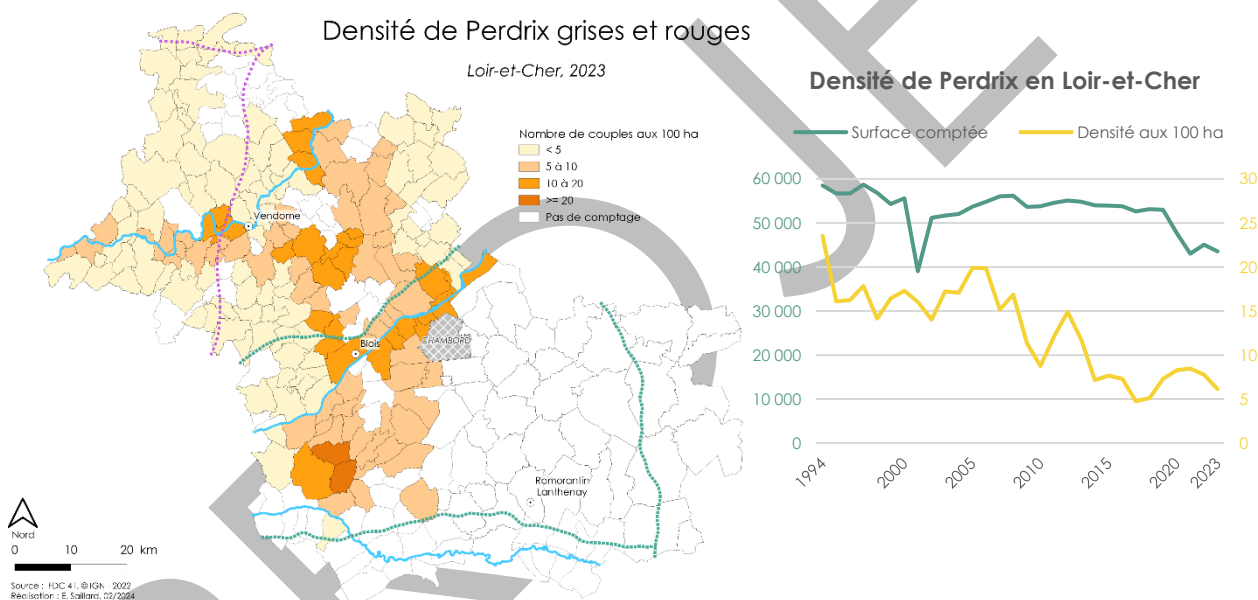 Densité de Perdrix grises et rouges
Loir-et-Cher, 2023
Nombre de couples aux 100 ha
< 5
5 à 10
10 à 20
>= 20
Pas de comptage
Vendome
Blois
CHAMBORD
Romorantin
Lanthenay
Nord
0 10 20 km
Source : FDC 41, © IGN - 2022
Réalisation : E. Saillard, 02/2024
Densité de Perdrix en Loir-et-Cher
Surface comptée Densité aux 100 ha
60 000 30
50 000 25
40 000 20
30 000 15
20 000 10
10 000 5
0 0
1994 2000 2005 2010 2015 2020 2023